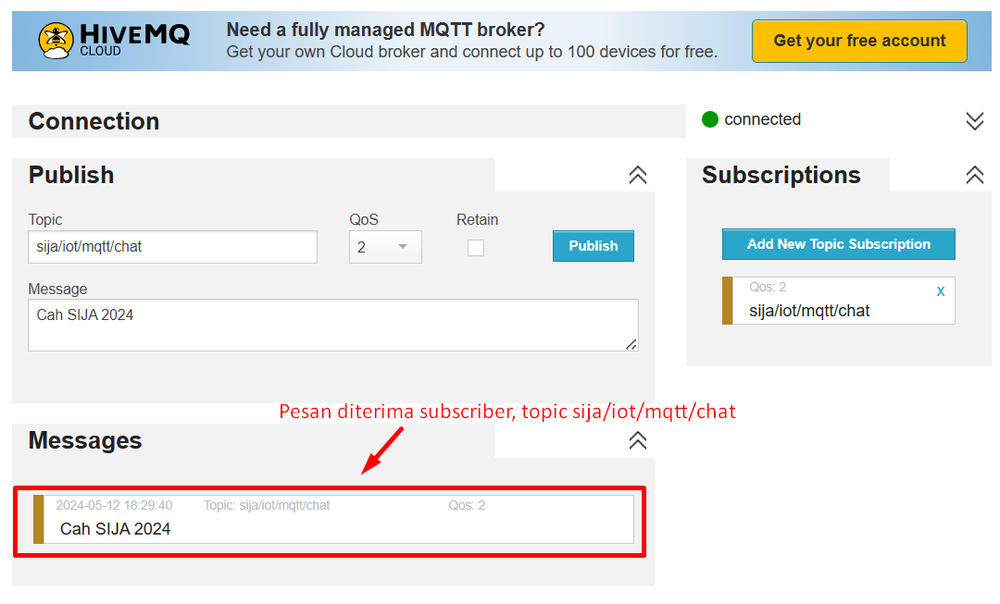 HIVEMQ
CLOUD
Need a fully managed MQTT broker?
Get your own Cloud broker and connect up to 100 devices for free.
Get your free account
Connection
connected
Publish
Topic
QoS
Retain
sija/iot/mqtt/chat
2
Publish
Message
Cah SIJA 2024
Subscriptions
Add New Topic Subscription
Qos: 2
x
sija/iot/mqtt/chat
Pesan diterima subscriber, topic sija/iot/mqtt/chat
Messages
2024-05-12 18:29:40 Topic: sija/iot/mqtt/chat Qos: 2
Cah SIJA 2024